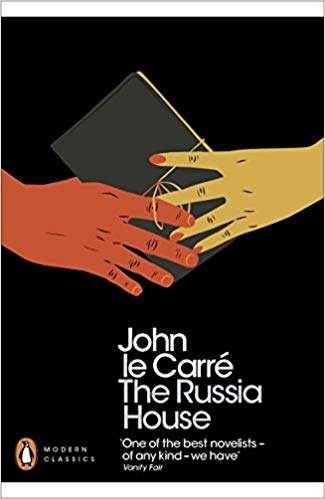 John
le Carré
The Russia
House
‘One of the best novelists –
of any kind – we have’
Vanity Fair
MODERN
CLASSICS